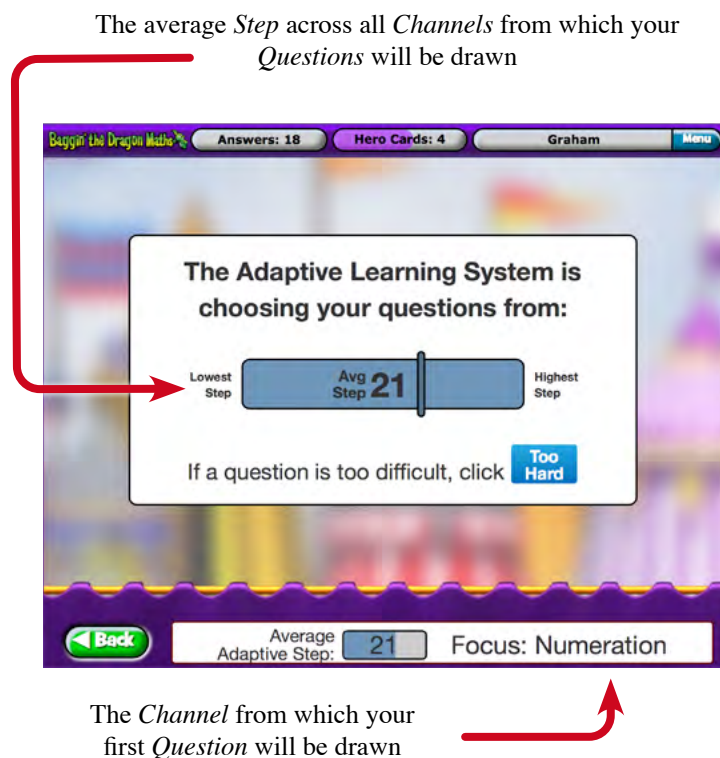 The average Step across all Channels from which your
Questions will be drawn
Baggin' the Dragon Maths
Answers: 18
Hero Cards: 4
Graham
Menu
The Adaptive Learning System is
choosing your questions from:
Lowest
Step
Avg
Step 21
Highest
Step
If a question is too difficult, click
Too
Hard
Back
Average
Adaptive Step:
21
Focus: Numeration
The Channel from which your
first Question will be drawn